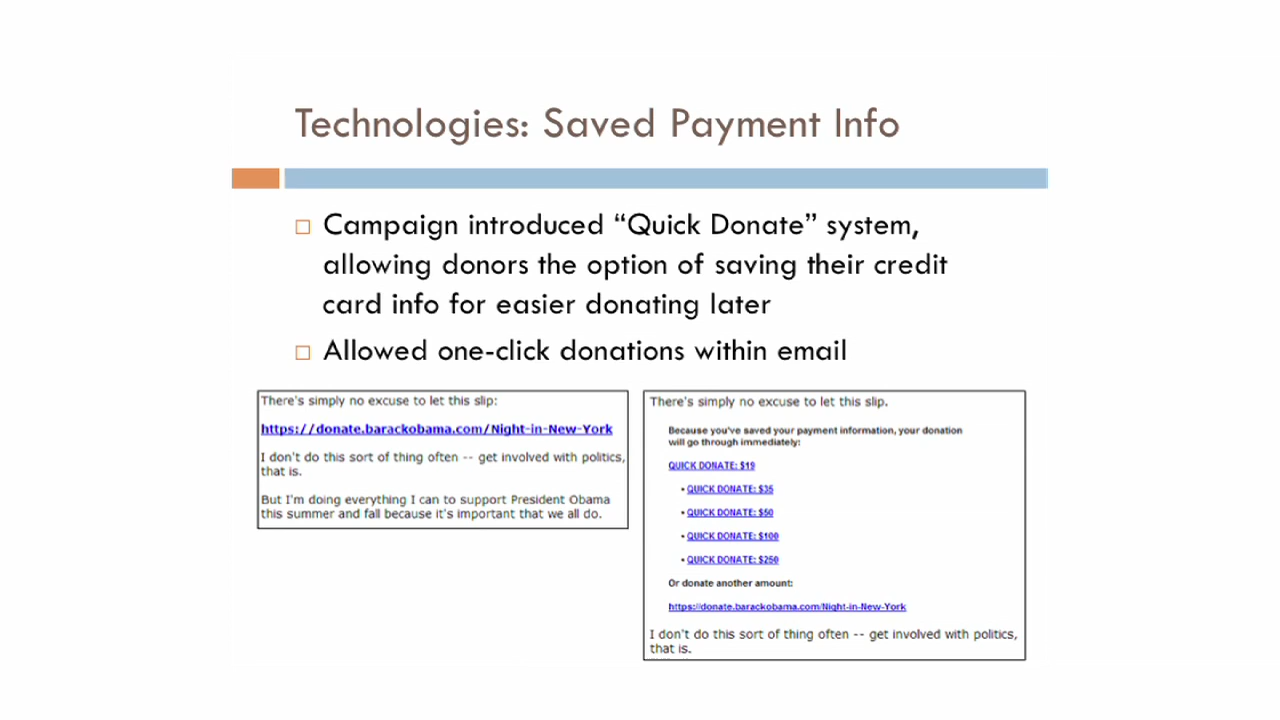 Technologies: Saved Payment Info
Campaign introduced “Quick Donate” system,
allowing donors the option of saving their credit
card info for easier donating later
Allowed one-click donations within email
There's simply no excuse to let this slip:
https://donate.barackobama.com/Night-in-New-York
I don't do this sort of thing often -- get involved with politics,
that is.
But I'm doing everything I can to support President Obama
this summer and fall because it's important that we all do.
There's simply no excuse to let this slip.
Because you've saved your payment information, your donation
will go through immediately:
QUICK DONATE: $19
• QUICK DONATE: $35
• QUICK DONATE: $50
• QUICK DONATE: $100
• QUICK DONATE: $250
Or donate another amount:
https://donate.barackobama.com/Night-in-New-York
I don't do this sort of thing often -- get involved with politics,
that is.